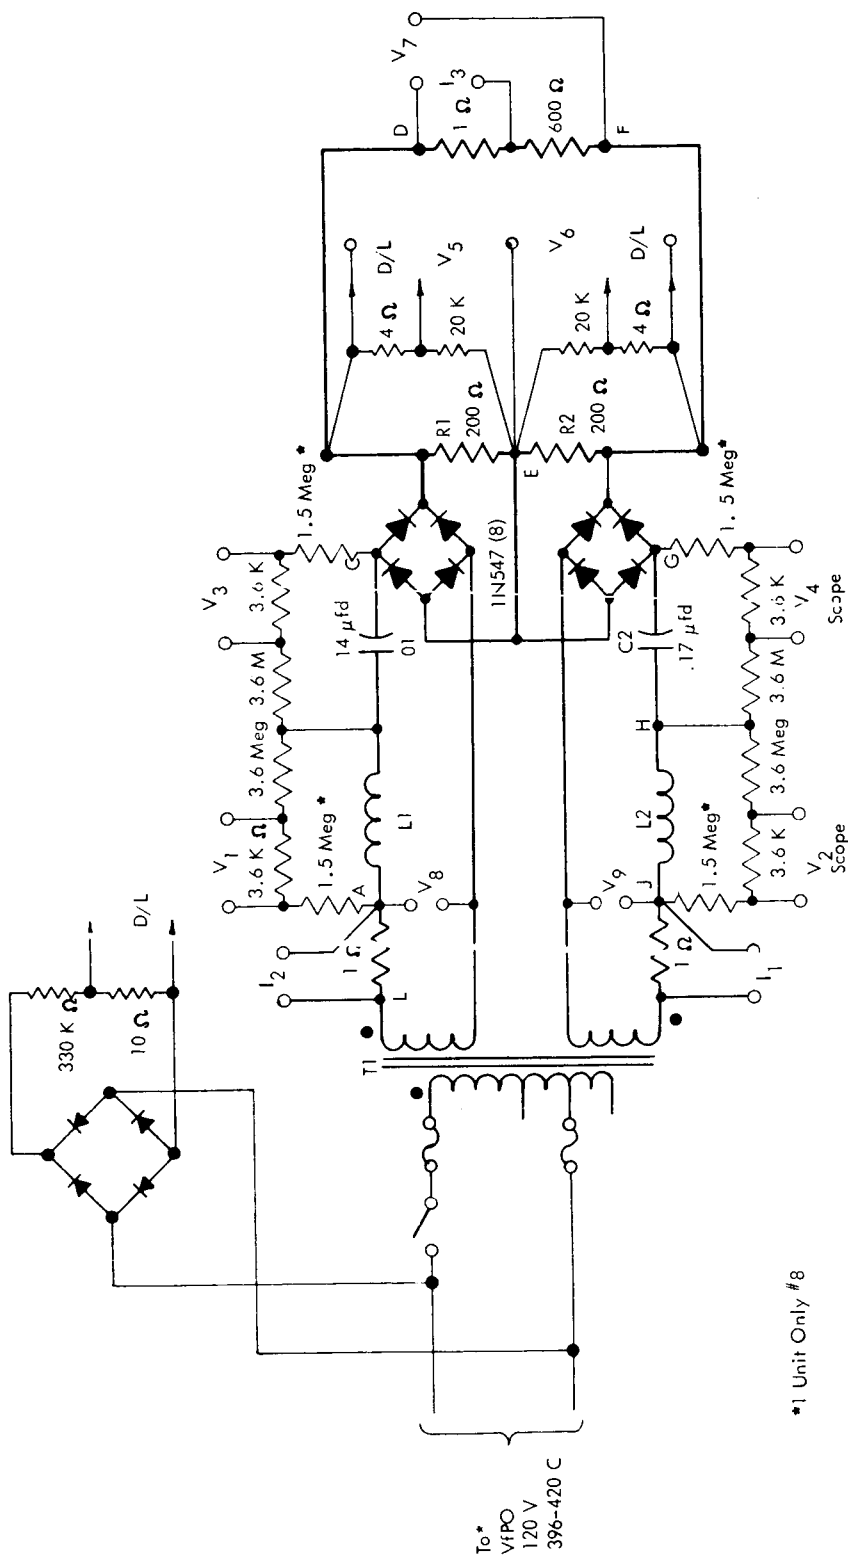 330 K Ω
10 Ω
D/L
To*
VfPO
120 V
396-420 C
T1
I2
L
1 Ω
A
V8
V1
3.6 K Ω
1.5 Meg*
3.6 Meg
3.6 M
3.6 K
V3
1.5 Meg*
L1
14 µfd
01
C
1N547 (8)
R1
200 Ω
E
R2
200 Ω
4 Ω
20 K
20 K
4 Ω
D/L
V5
V6
D/L
D
1 Ω
I3
600 Ω
F
V7
V9
J
1 Ω
I1
L2
H
C2
.17 µfd
G
1.5 Meg*
3.6 K
3.6 Meg
3.6 M
3.6 K
1. 5 Meg*
V2
Scope
V4
Scope
*1 Unit Only #8